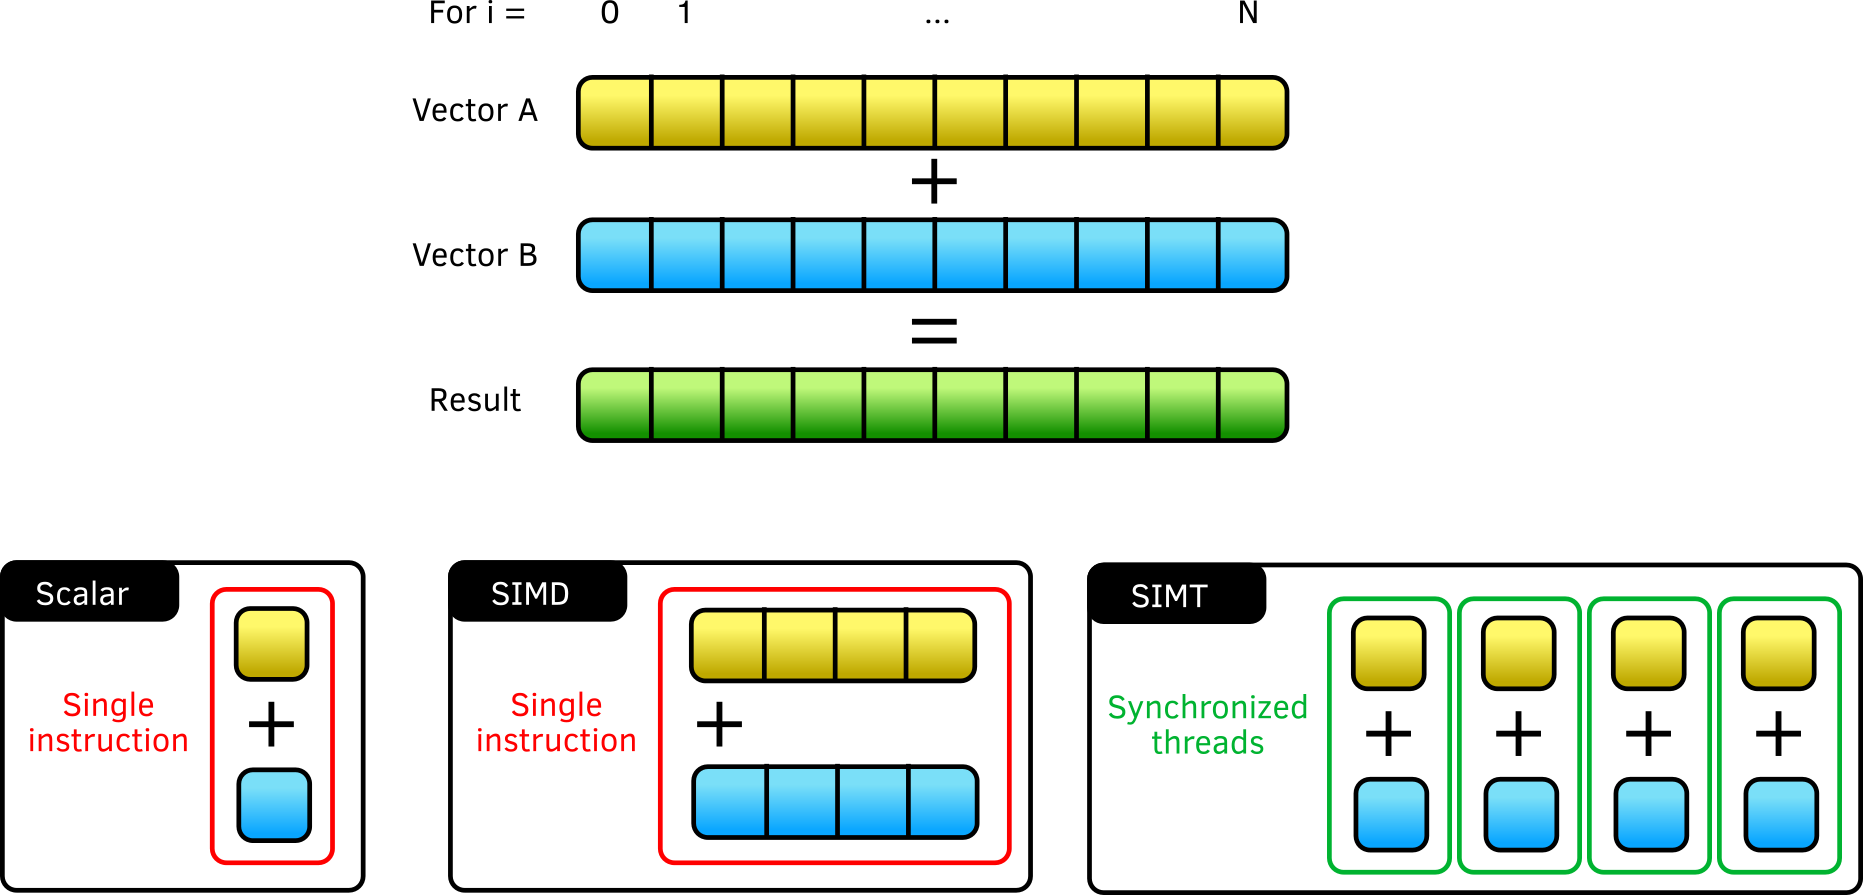 For i = 0 1 ... N
Vector A
+
Vector B
=
Result
Scalar
Single
instruction
+
SIMD
Single
instruction
+
SIMT
Synchronized
threads
+ + + +